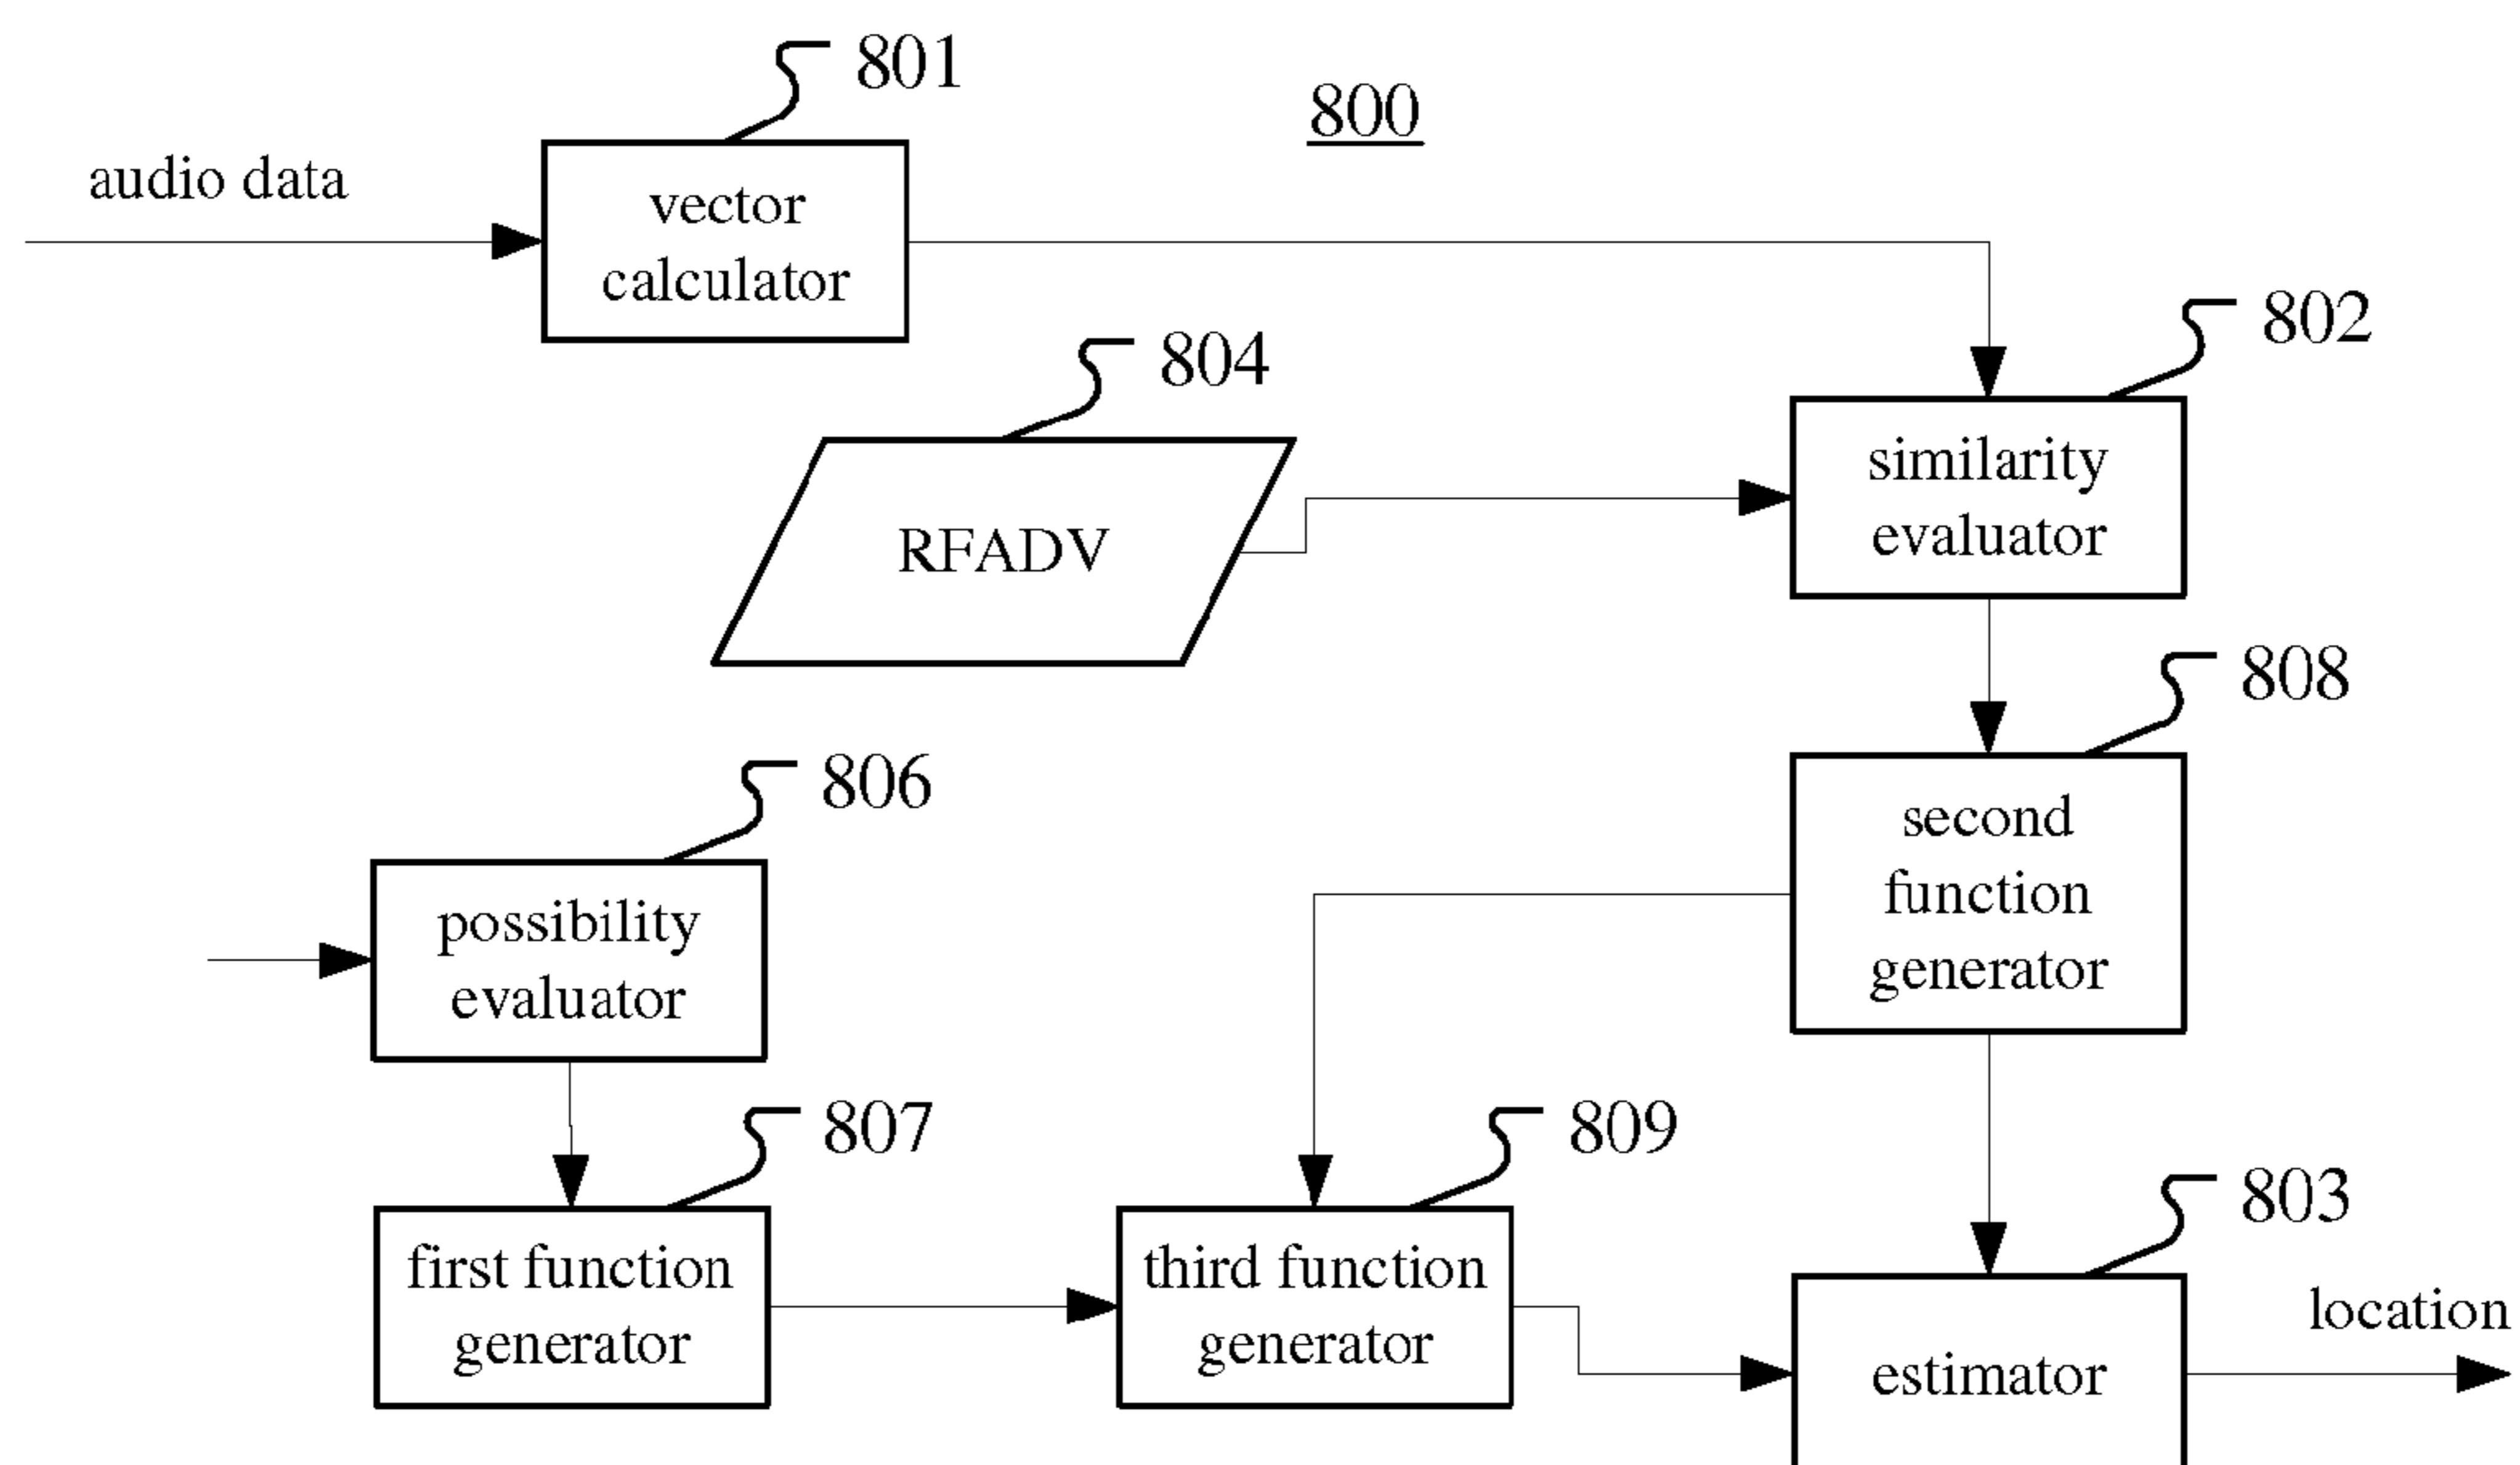 801
800
audio data
vector
calculator
802
804
similarity
evaluator
RFADV
808
806
second
function
generator
possibility
evaluator
807
809
803
first function
generator
third function
generator
location
estimator